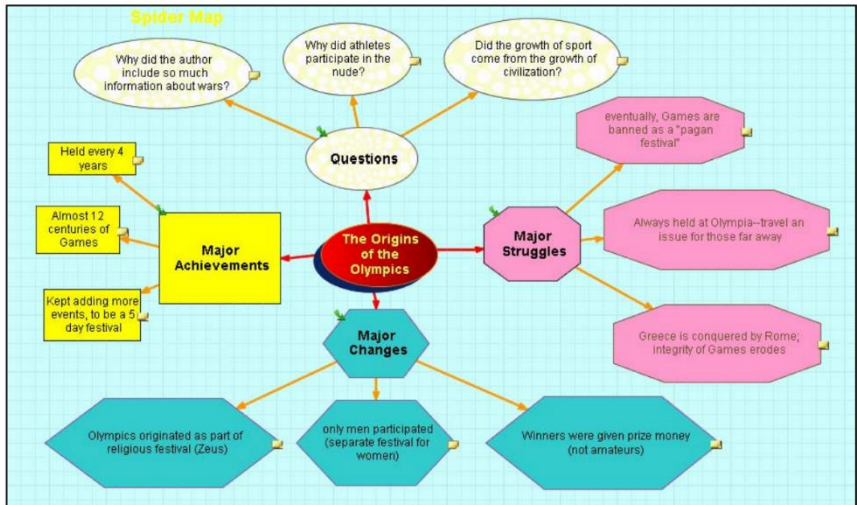 Spider Map
Why did the author
include so much
information about wars?
Why did athletes
participate in the
nude?
Did the growth of sport
come from the growth of
civilization?
Questions
eventually, Games are
banned as a "pagan
festival"
Held every 4
years
Almost 12
centuries of
Games
Kept adding more
events, to be a 5
day festival
Major
Achievements
The Origins
of the
Olympics
Major
Struggles
Always held at Olympia--travel an
issue for those far away
Greece is conquered by Rome;
integrity of Games erodes
Major
Changes
Olympics originated as part of
religious festival (Zeus)
only men participated
(separate festival for
women)
Winners were given prize money
(not amateurs)